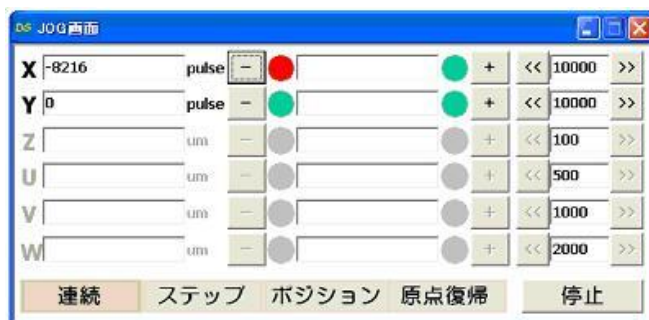 DS JOG画面
X -8216 pulse - + << 10000 >>
Y 0 pulse - + << 10000 >>
Z um - + << 100 >>
U um - + << 500 >>
V um - + << 1000 >>
W um - + << 2000 >>
連続 ステップ ポジション 原点復帰 停止